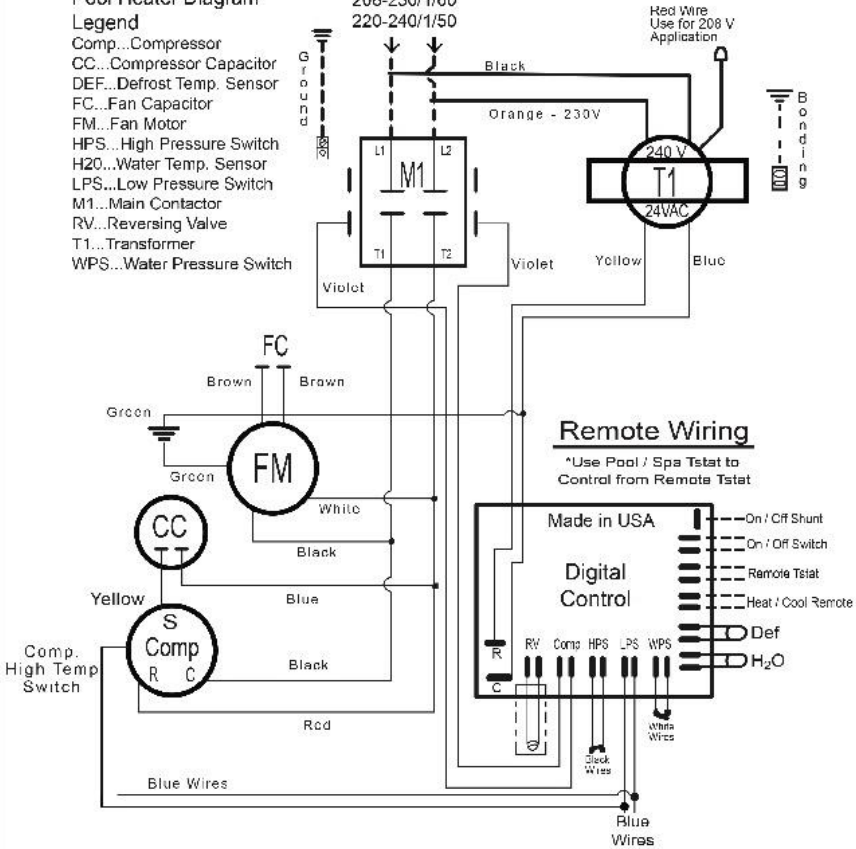 Pool Heater Diagram
Legend
Comp...Compressor
CC...Compressor Capacitor
DEF...Defrost Temp. Sensor
FC...Fan Capacitor
FM...Fan Motor
HPS...High Pressure Switch
H20...Water Temp. Sensor
LPS...Low Pressure Switch
M1...Main Contactor
RV...Reversing Valve
T1...Transformer
WPS...Water Pressure Switch
208-230/1/60
220-240/1/50
Ground
Black
Orange - 230V
Red Wire
Use for 208 V
Application
Bonding
L1
L2
M1
T1
T2
240 V
T1
24VAC
Violet
Violet
Yellow
Blue
FC
Brown
Brown
Green
Green
FM
White
Black
CC
Blue
Yellow
S
Comp
R
C
Comp.
High Temp
Switch
Black
Red
Blue Wires
Remote Wiring
*Use Pool / Spa Tstat to
Control from Remote Tstat
Made in USA
Digital
Control
On / Off Shunt
On / Off Switch
Remote Tstat
Heat / Cool Remote
Def
H2O
R
C
RV
Comp
HPS
LPS
WPS
White
Wires
Black
Wires
Blue
Wires